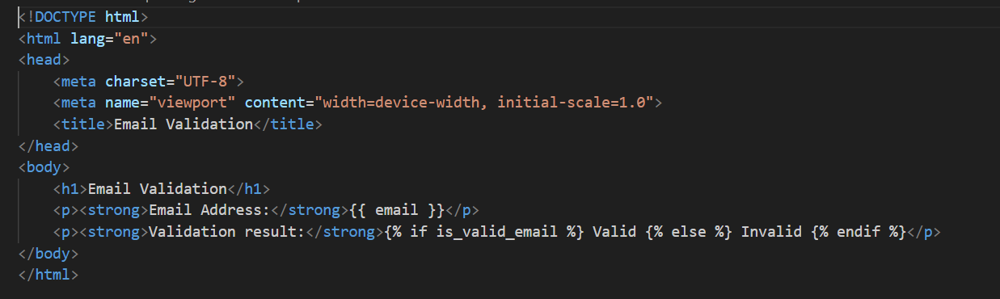 <!DOCTYPE html>
<html lang="en">
<head>
    <meta charset="UTF-8">
    <meta name="viewport" content="width=device-width, initial-scale=1.0">
    <title>Email Validation</title>
</head>
<body>
    <h1>Email Validation</h1>
    <p><strong>Email Address:</strong>{{ email }}</p>
    <p><strong>Validation result:</strong>{% if is_valid_email %} Valid {% else %} Invalid {% endif %}</p>
</body>
</html>